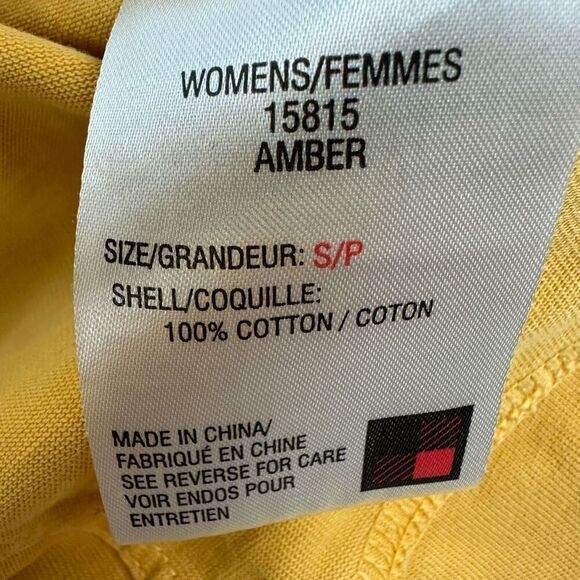 WOMENS/FEMMES
15815
AMBER
SIZE/GRANDEUR: S/P
SHELL/COQUILLE:
100% COTTON / COTON
MADE IN CHINA/
FABRIQUÉ EN CHINE
SEE REVERSE FOR CARE
VOIR ENDOS POUR
ENTRETIEN